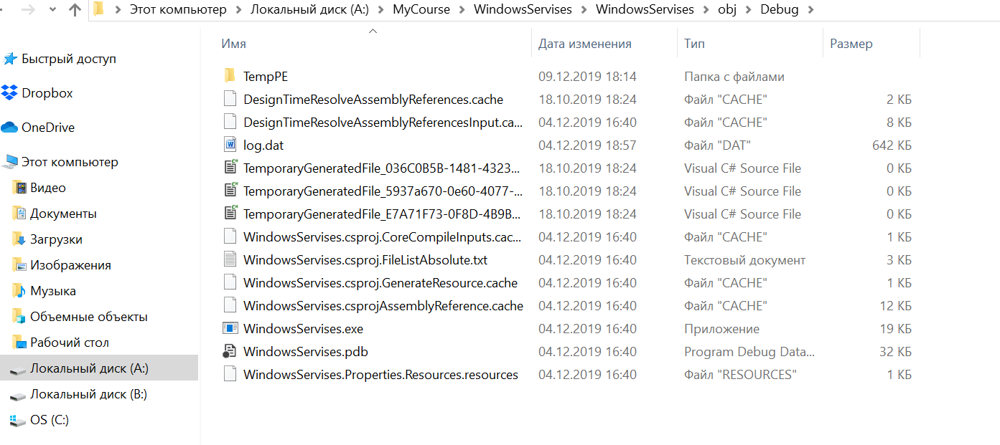 Этот компьютер > Локальный диск (A:) > MyCourse > WindowsServises > WindowsServises > obj > Debug >
Быстрый доступ
Dropbox
OneDrive
Этот компьютер
Видео
Документы
Загрузки
Изображения
Музыка
Объемные объекты
Рабочий стол
Локальный диск (A:)
Локальный диск (B:)
OS (C:)
Имя Дата изменения Тип Размер
TempPE 09.12.2019 18:14 Папка с файлами
DesignTimeResolveAssemblyReferences.cache 18.10.2019 18:24 Файл "CACHE" 2 КБ
DesignTimeResolveAssemblyReferencesInput.ca... 04.12.2019 16:40 Файл "CACHE" 8 КБ
log.dat 04.12.2019 18:57 Файл "DAT" 642 КБ
TemporaryGeneratedFile_036C0B5B-1481-4323... 18.10.2019 18:24 Visual C# Source File 0 КБ
TemporaryGeneratedFile_5937a670-0e60-4077-... 18.10.2019 18:24 Visual C# Source File 0 КБ
TemporaryGeneratedFile_E7A71F73-0F8D-4B9B... 18.10.2019 18:24 Visual C# Source File 0 КБ
WindowsServises.csproj.CoreCompileInputs.cac... 04.12.2019 16:40 Файл "CACHE" 1 КБ
WindowsServises.csproj.FileListAbsolute.txt 04.12.2019 16:40 Текстовый документ 3 КБ
WindowsServises.csproj.GenerateResource.cache 04.12.2019 16:40 Файл "CACHE" 1 КБ
WindowsServises.csprojAssemblyReference.cache 04.12.2019 16:40 Файл "CACHE" 12 КБ
WindowsServises.exe 04.12.2019 16:40 Приложение 19 КБ
WindowsServises.pdb 04.12.2019 16:40 Program Debug Data... 32 КБ
WindowsServises.Properties.Resources.resources 04.12.2019 16:40 Файл "RESOURCES" 1 КБ